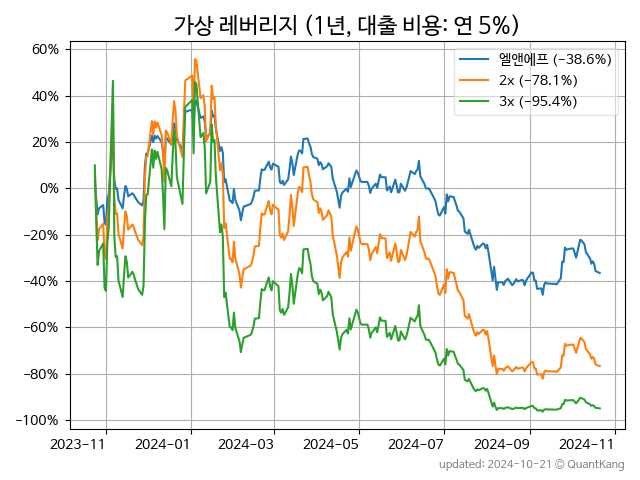 가상 레버리지 (1년, 대출 비용: 연 5%)
엘앤에프 (-38.6%)
2x (-78.1%)
3x (-95.4%)
60%
40%
20%
0%
-20%
-40%
-60%
-80%
-100%
2023-11 2024-01 2024-03 2024-05 2024-07 2024-09 2024-11
updated: 2024-10-21 © QuantKang